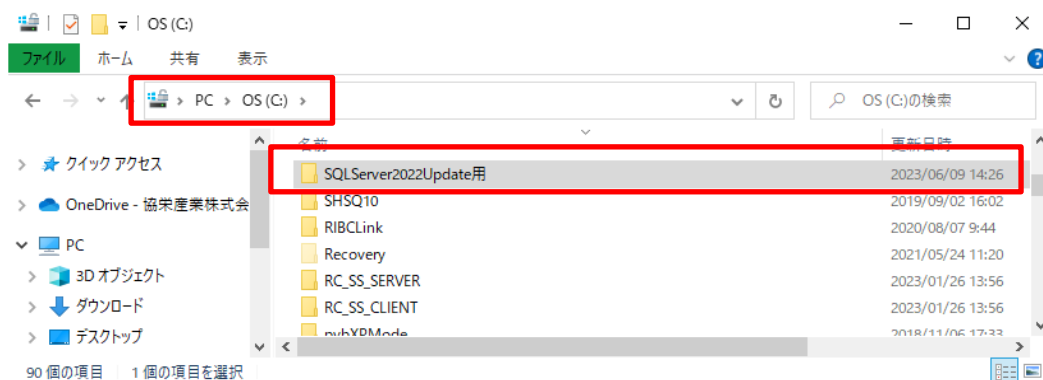 OS (C:)
ファイル ホーム 共有 表示
PC > OS (C:) > OS (C:)の検索
名前 更新日時
クイック アクセス
OneDrive - 協栄産業株式会
PC
3D オブジェクト
ダウンロード
デスクトップ
SQLServer2022Update用 2023/06/09 14:26
SHSQ10 2019/09/02 16:02
RIBCLink 2020/08/07 9:44
Recovery 2021/05/24 11:20
RC_SS_SERVER 2023/01/26 13:56
RC_SS_CLIENT 2023/01/26 13:56
pvbXPMode 2018/11/06 17:33
90 個の項目 1 個の項目を選択